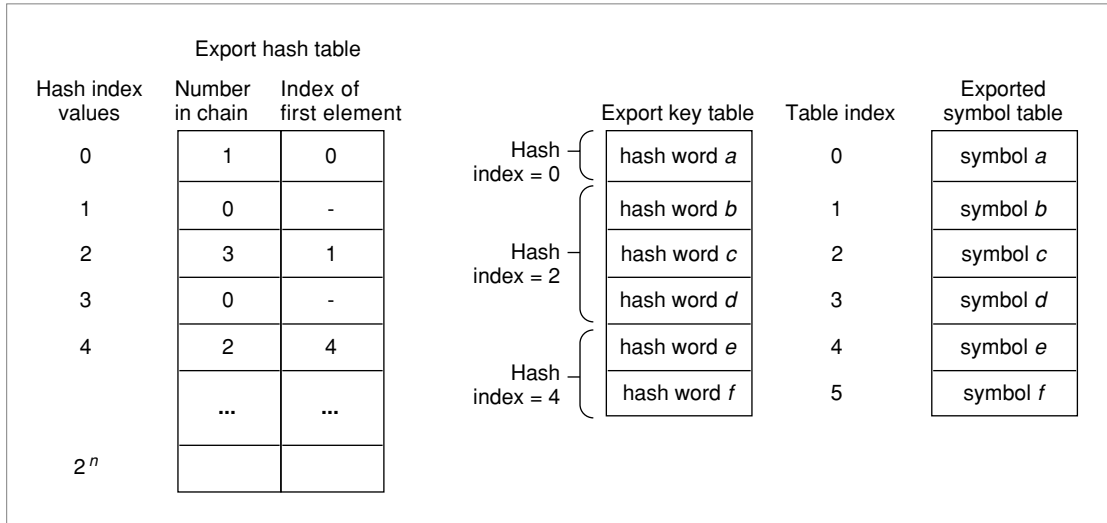 Export hash table
Hash index values
Number in chain
Index of first element
0 1 0
1 0 -
2 3 1
3 0 -
4 2 4
... ...
2 n
Export key table
Table index
Exported symbol table
Hash index = 0
hash word a 0 symbol a
hash word b 1 symbol b
Hash index = 2
hash word c 2 symbol c
hash word d 3 symbol d
hash word e 4 symbol e
Hash index = 4
hash word f 5 symbol f